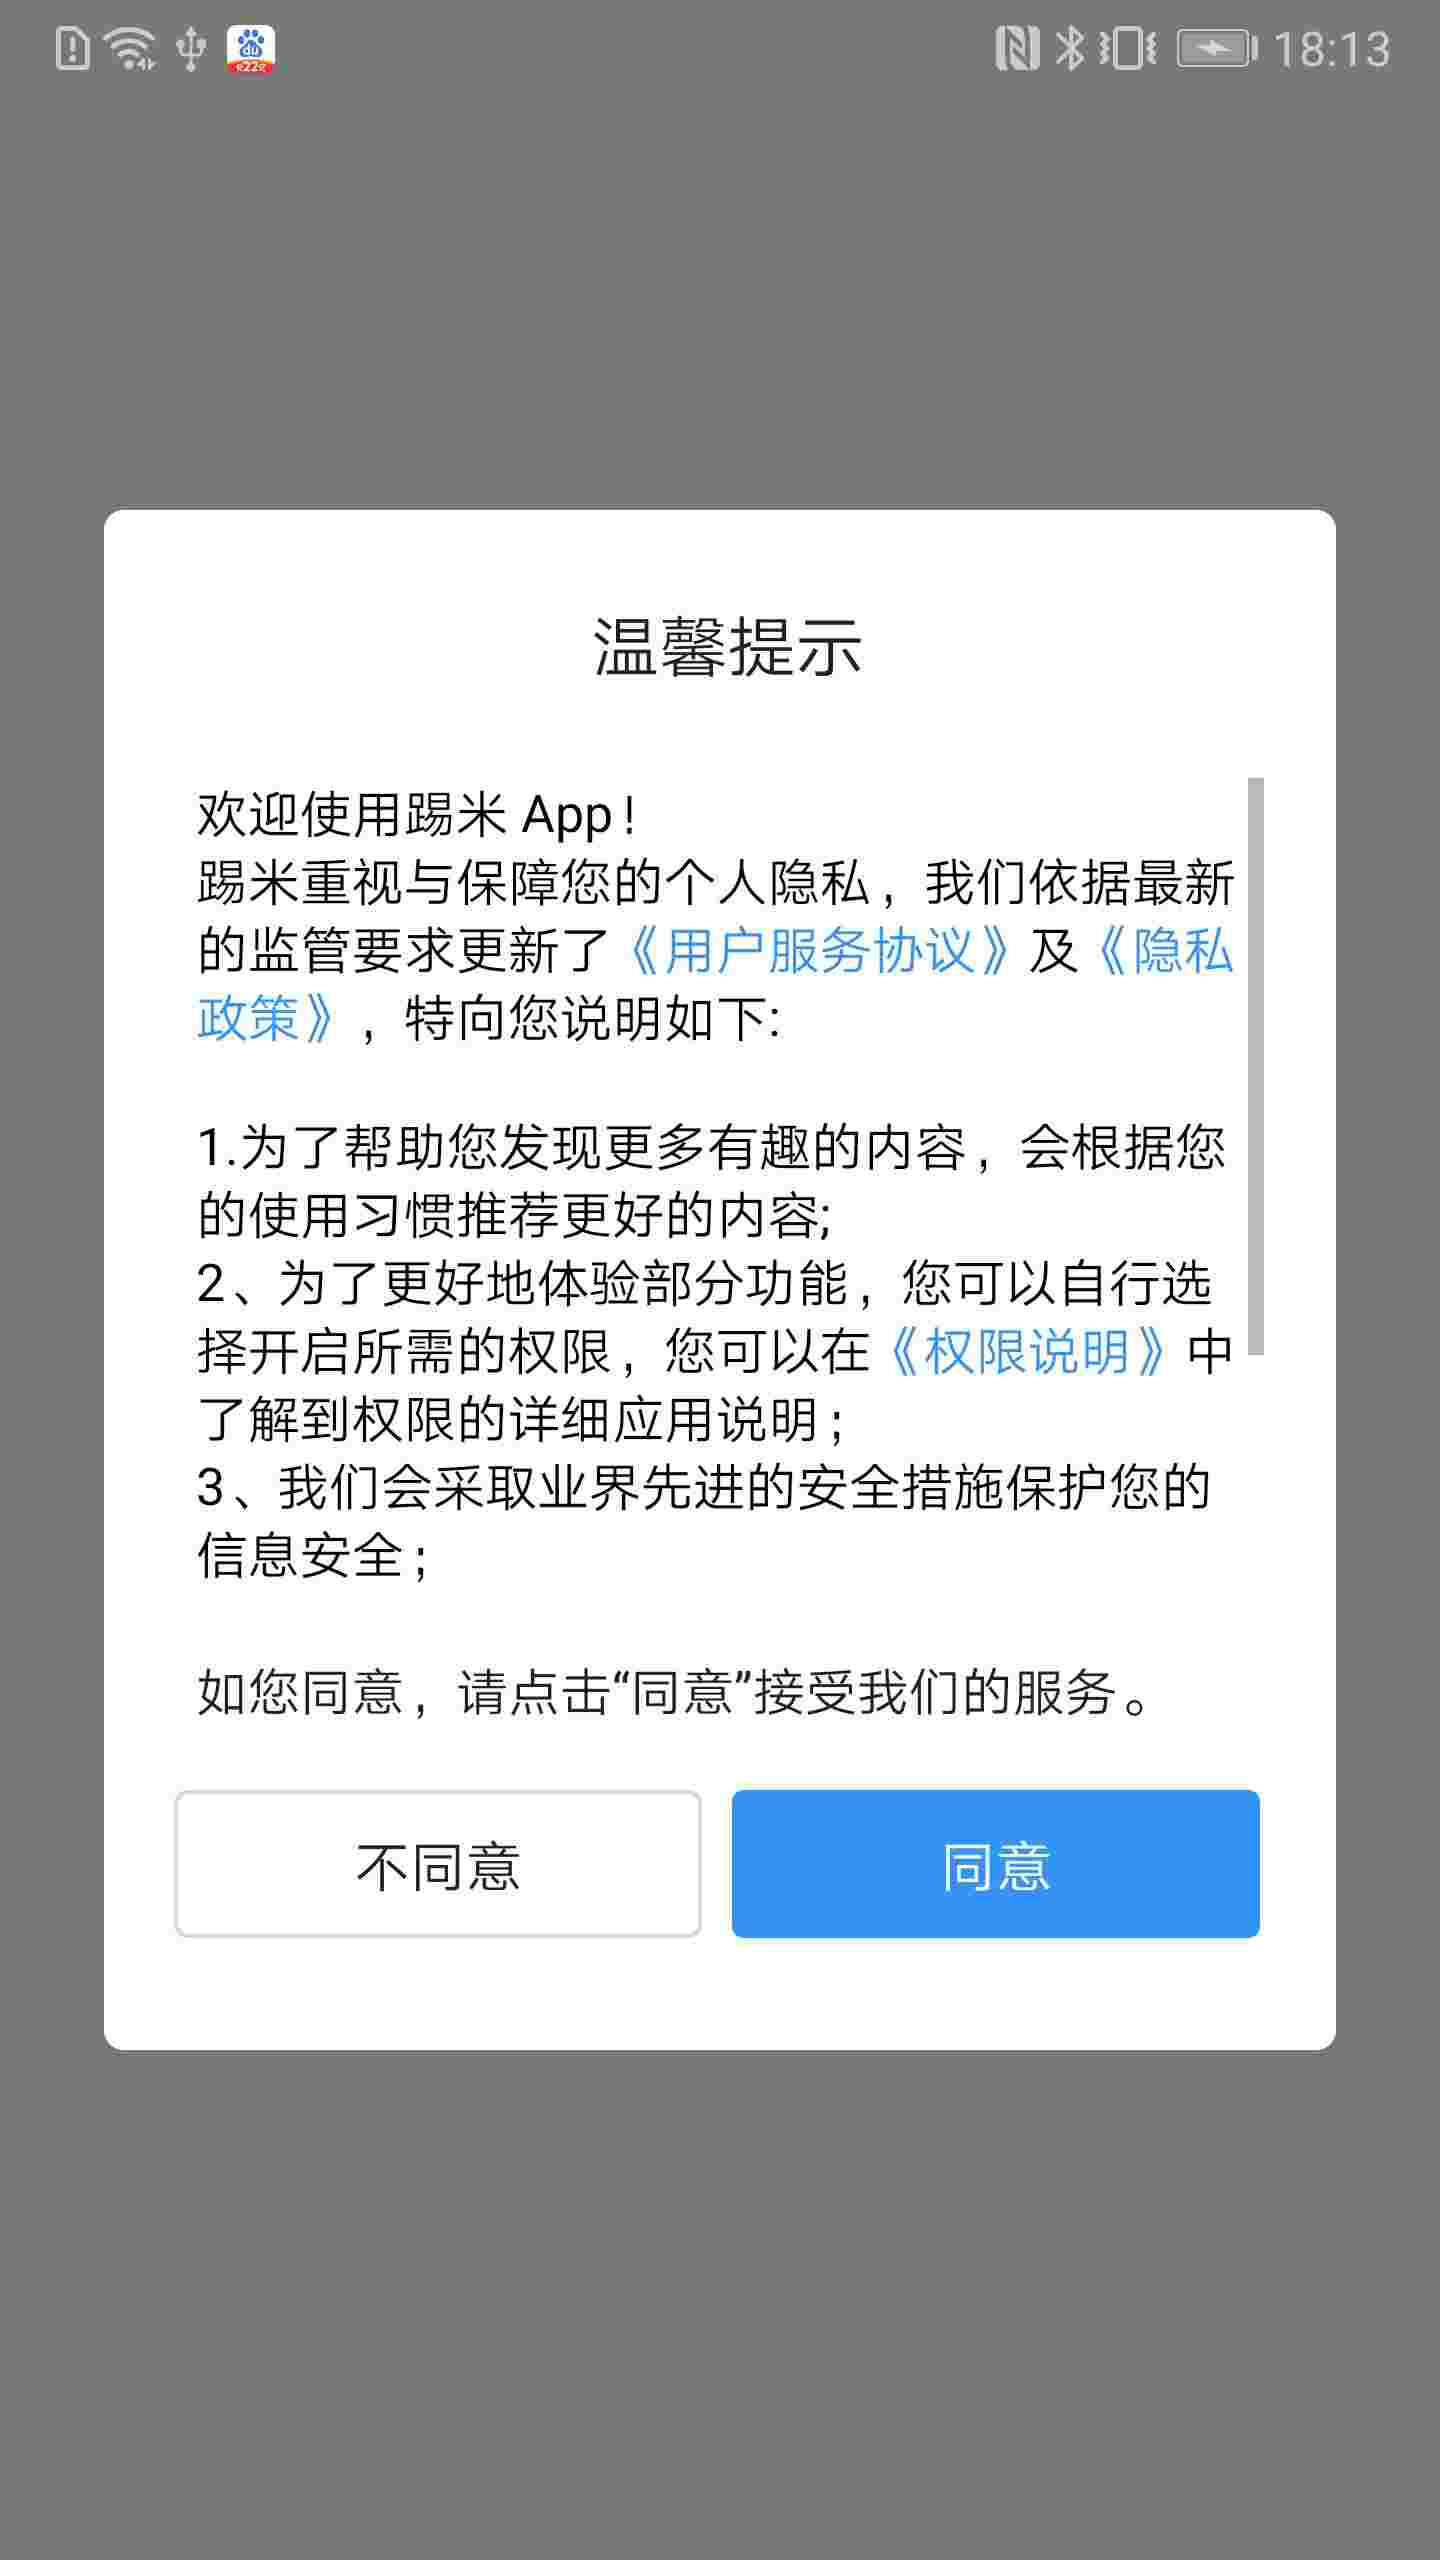 18:13
温馨提示
欢迎使用踢米 App！
踢米重视与保障您的个人隐私，我们依据最新
的监管要求更新了《用户服务协议》及《隐私
政策》，特向您说明如下:
1.为了帮助您发现更多有趣的内容，会根据您
的使用习惯推荐更好的内容;
2、为了更好地体验部分功能，您可以自行选
择开启所需的权限，您可以在《权限说明》中
了解到权限的详细应用说明；
3、我们会采取业界先进的安全措施保护您的
信息安全；
如您同意，请点击“同意”接受我们的服务。
不同意
同意